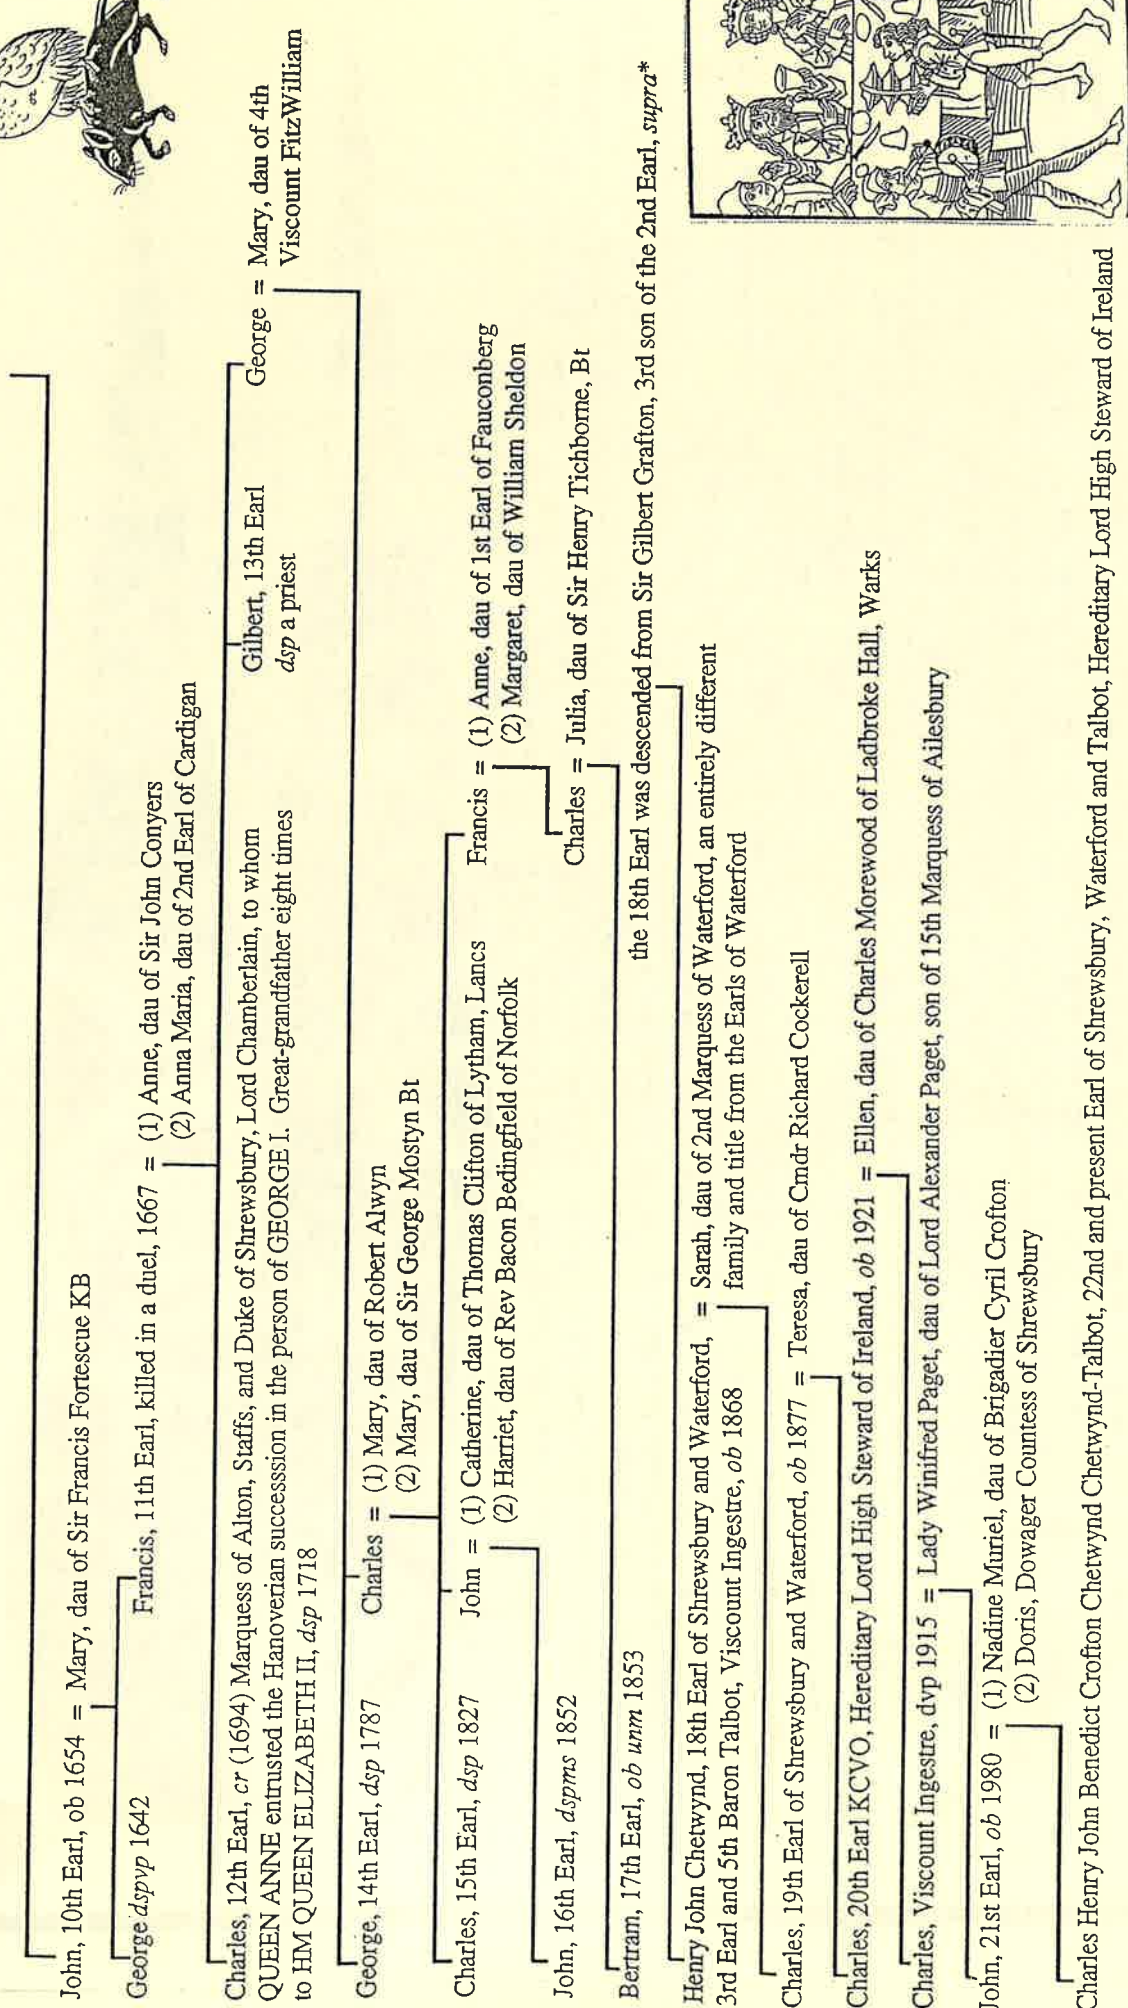 John, 10th Earl, ob 1654 = Mary, dau of Sir Francis Fortescue KB
George dspvp 1642
Francis, 11th Earl, killed in a duel, 1667 = (1) Anne, dau of Sir John Conyers
(2) Anna Maria, dau of 2nd Earl of Cardigan
Charles, 12th Earl, cr (1694) Marquess of Alton, Staffs, and Duke of Shrewsbury, Lord Chamberlain, to whom
QUEEN ANNE entrusted the Hanoverian successsion in the person of GEORGE I. Great-grandfather eight times
to HM QUEEN ELIZABETH II, dsp 1718
Gilbert, 13th Earl
dsp a priest
George = Mary, dau of 4th
Viscount FitzWilliam
George, 14th Earl, dsp 1787
Charles = (1) Mary, dau of Robert Alwyn
(2) Mary, dau of Sir George Mostyn Bt
Charles, 15th Earl, dsp 1827
John = (1) Catherine, dau of Thomas Clifton of Lytham, Lancs
(2) Harriet, dau of Rev Bacon Bedingfield of Norfolk
Francis = (1) Anne, dau of 1st Earl of Fauconberg
(2) Margaret, dau of William Sheldon
John, 16th Earl, dspms 1852
Charles = Julia, dau of Sir Henry Tichborne, Bt
Bertram, 17th Earl, ob unm 1853
the 18th Earl was descended from Sir Gilbert Grafton, 3rd son of the 2nd Earl, supra*
Henry John Chetwynd, 18th Earl of Shrewsbury and Waterford, = Sarah, dau of 2nd Marquess of Waterford, an entirely different
3rd Earl and 5th Baron Talbot, Viscount Ingestre, ob 1868 family and title from the Earls of Waterford
Charles, 19th Earl of Shrewsbury and Waterford, ob 1877 = Teresa, dau of Cmdr Richard Cockerell
Charles, 20th Earl KCVO, Hereditary Lord High Steward of Ireland, ob 1921 = Ellen, dau of Charles Morewood of Ladbroke Hall, Warks
Charles, Viscount Ingestre, dvp 1915 = Lady Winifred Paget, dau of Lord Alexander Paget, son of 15th Marquess of Ailesbury
John, 21st Earl, ob 1980 = (1) Nadine Muriel, dau of Brigadier Cyril Crofton
(2) Doris, Dowager Countess of Shrewsbury
Charles Henry John Benedict Crofton Chetwynd Chetwynd-Talbot, 22nd and present Earl of Shrewsbury, Waterford and Talbot, Hereditary Lord High Steward of Ireland